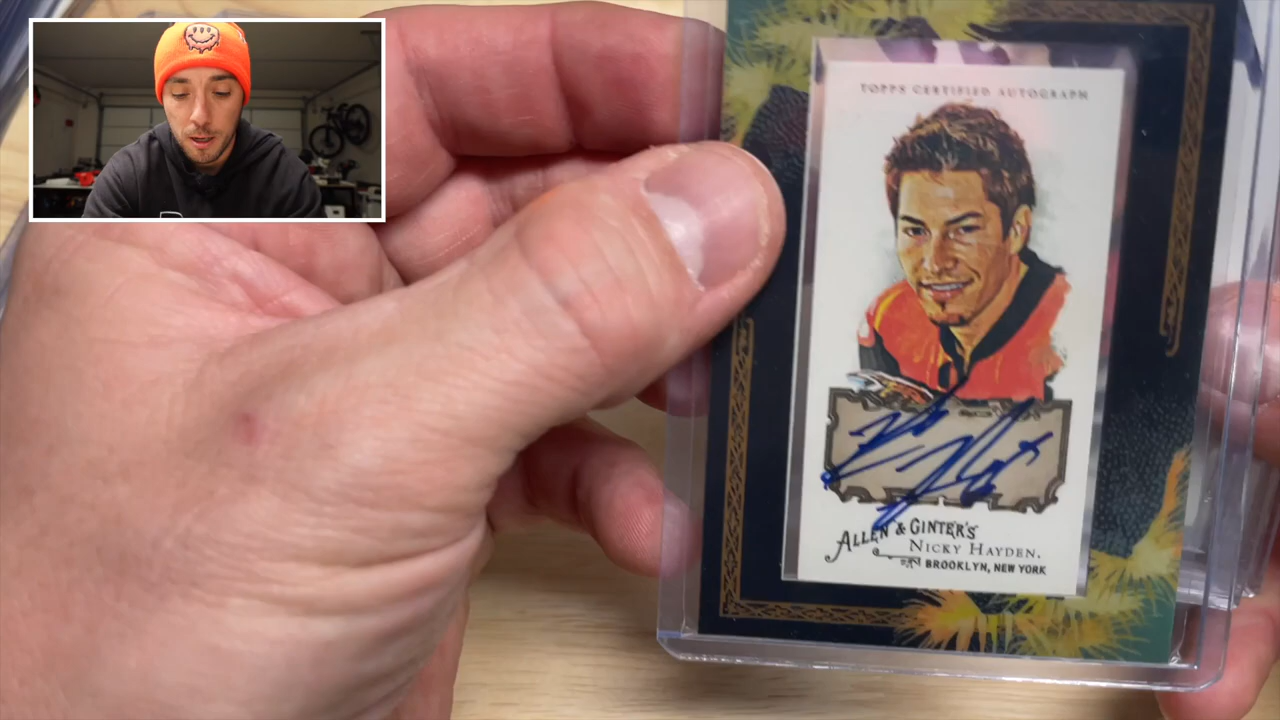 TOPPS CERTIFIED AUTOGRAPH
ALLEN & GINTER'S
NICKY HAYDEN.
BROOKLYN, NEW YORK